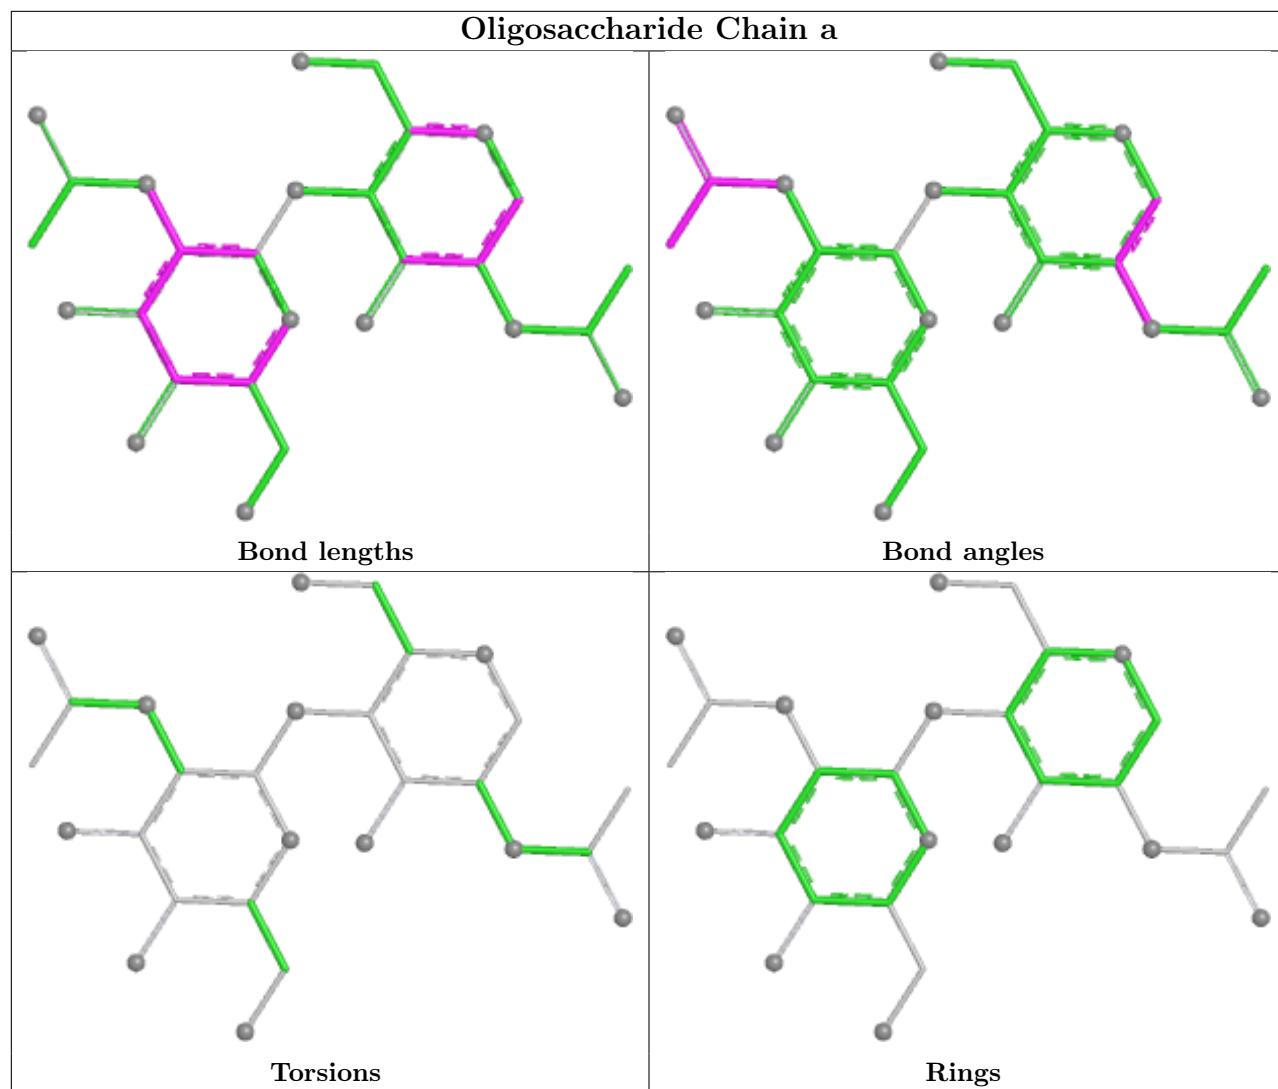 Oligosaccharide Chain a
Bond lengths
Bond angles
Torsions
Rings